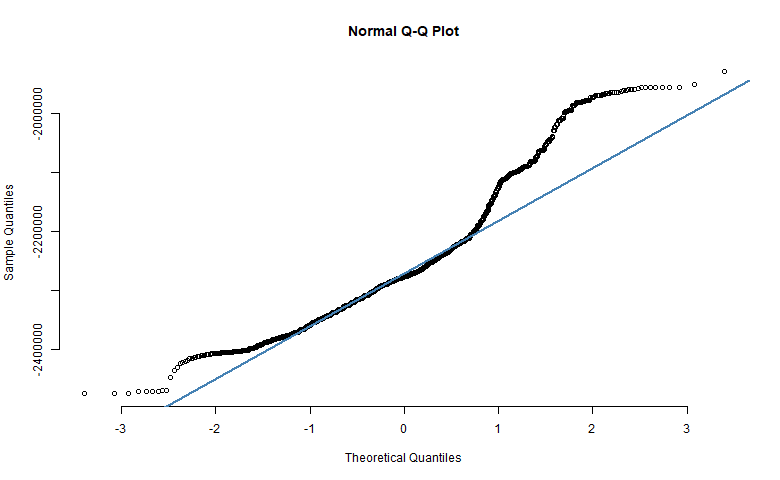 Normal Q-Q Plot
-2000000
-2200000
-2400000
Sample Quantiles
-3 -2 -1 0 1 2 3
Theoretical Quantiles